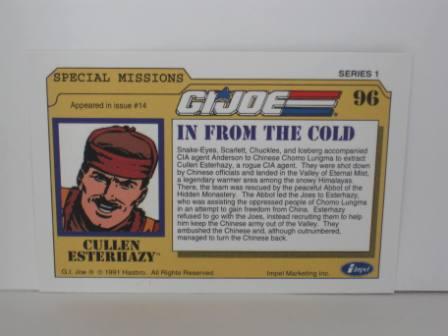 SPECIAL MISSIONS
SERIES 1
Appeared in issue #14
G.I. JOE
96
IN FROM THE COLD
Snake-Eyes, Scarlett, Chuckles, and Iceberg accompanied
CIA agent Anderson to Chinese Chomo Lungma to extract
Cullen Esterhazy, a rogue CIA agent. They were shot down
by Chinese officials and landed in the Valley of Eternal Mist,
a legendary warmer area among the snowy Himalayas.
There, the team was rescued by the peaceful Abbot of the
Hidden Monastery. The Abbot led the Joes to Esterhazy,
who was assisting the oppressed people of Chomo Lungma
in an attempt to gain freedom from China. Esterhazy
refused to go with the Joes, instead recruiting them to help
him keep the Chinese army out of the Valley. They
ambushed the Chinese and, although outnumbered,
managed to turn the Chinese back.
CULLEN
ESTERHAZY™
G.I. Joe ® © 1991 Hasbro. All Rights Reserved.
Impel Marketing Inc.
impel